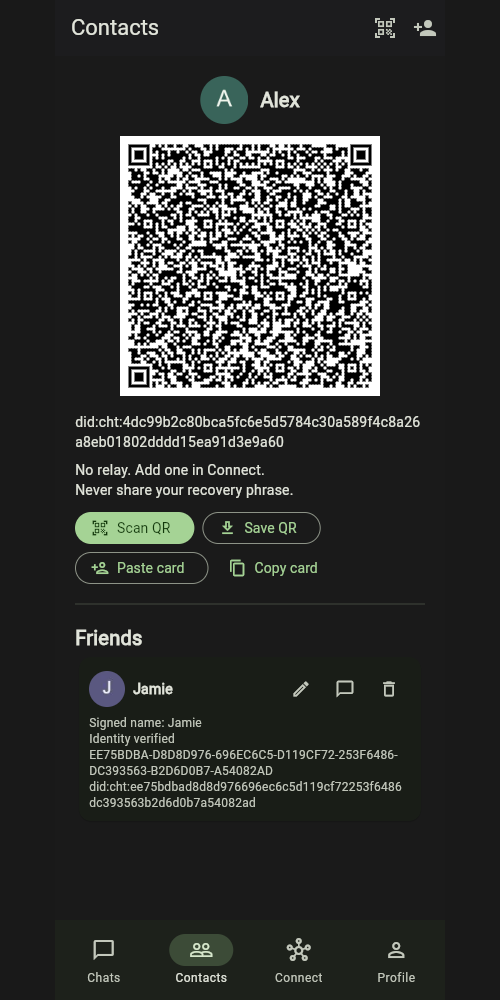 Contacts
A
Alex
did:cht:4dc99b2c80bca5fc6e5d5784c30a589f4c8a26
a8eb01802dddd15ea91d3e9a60
No relay. Add one in Connect.
Never share your recovery phrase.
Scan QR
Save QR
Paste card
Copy card
Friends
J
Jamie
Signed name: Jamie
Identity verified
EE75BDBA-D8D8D976-696EC6C5-D119CF72-253F6486-
DC393563-B2D6D0B7-A54082AD
did:cht:ee75bdbad8d8d976696ec6c5d119cf72253f6486
dc393563b2d6d0b7a54082ad
Chats
Contacts
Connect
Profile